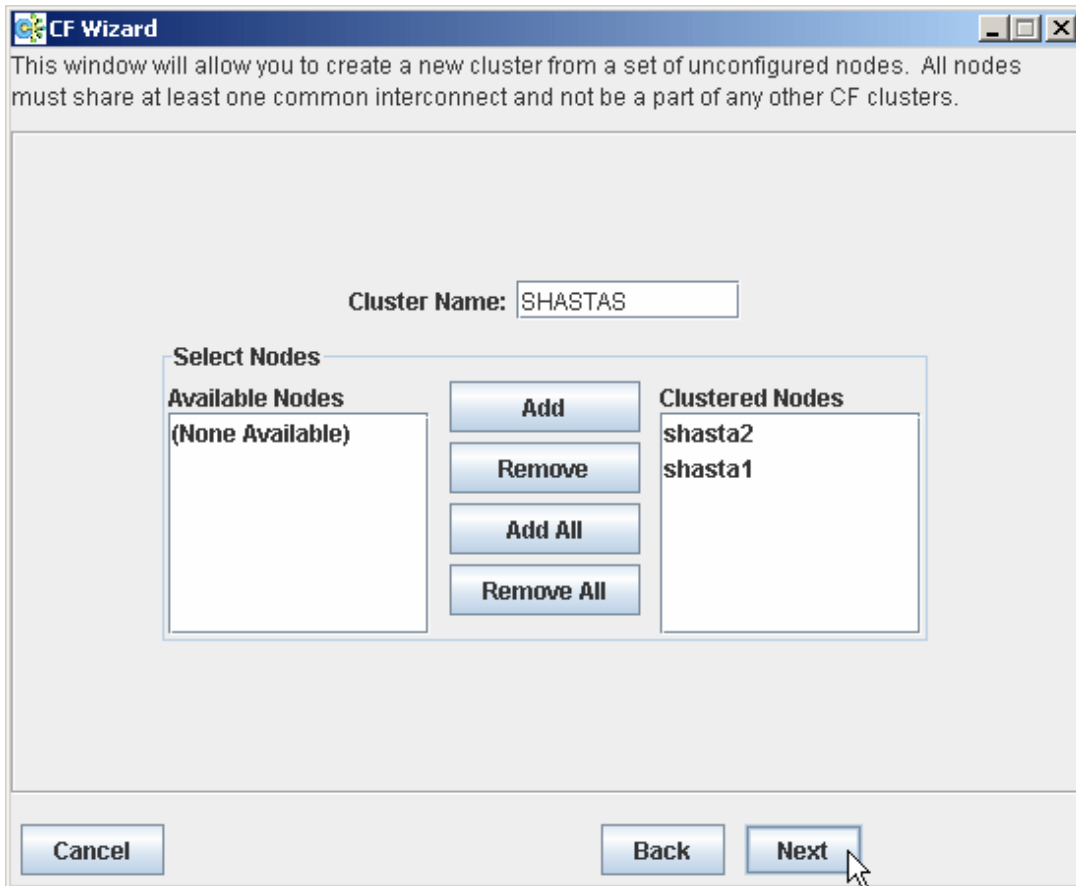 CF Wizard
This window will allow you to create a new cluster from a set of unconfigured nodes. All nodes
must share at least one common interconnect and not be a part of any other CF clusters.
Cluster Name: SHASTAS
Select Nodes
Available Nodes
(None Available)
Add
Remove
Add All
Remove All
Clustered Nodes
shasta2
shasta1
Cancel
Back
Next